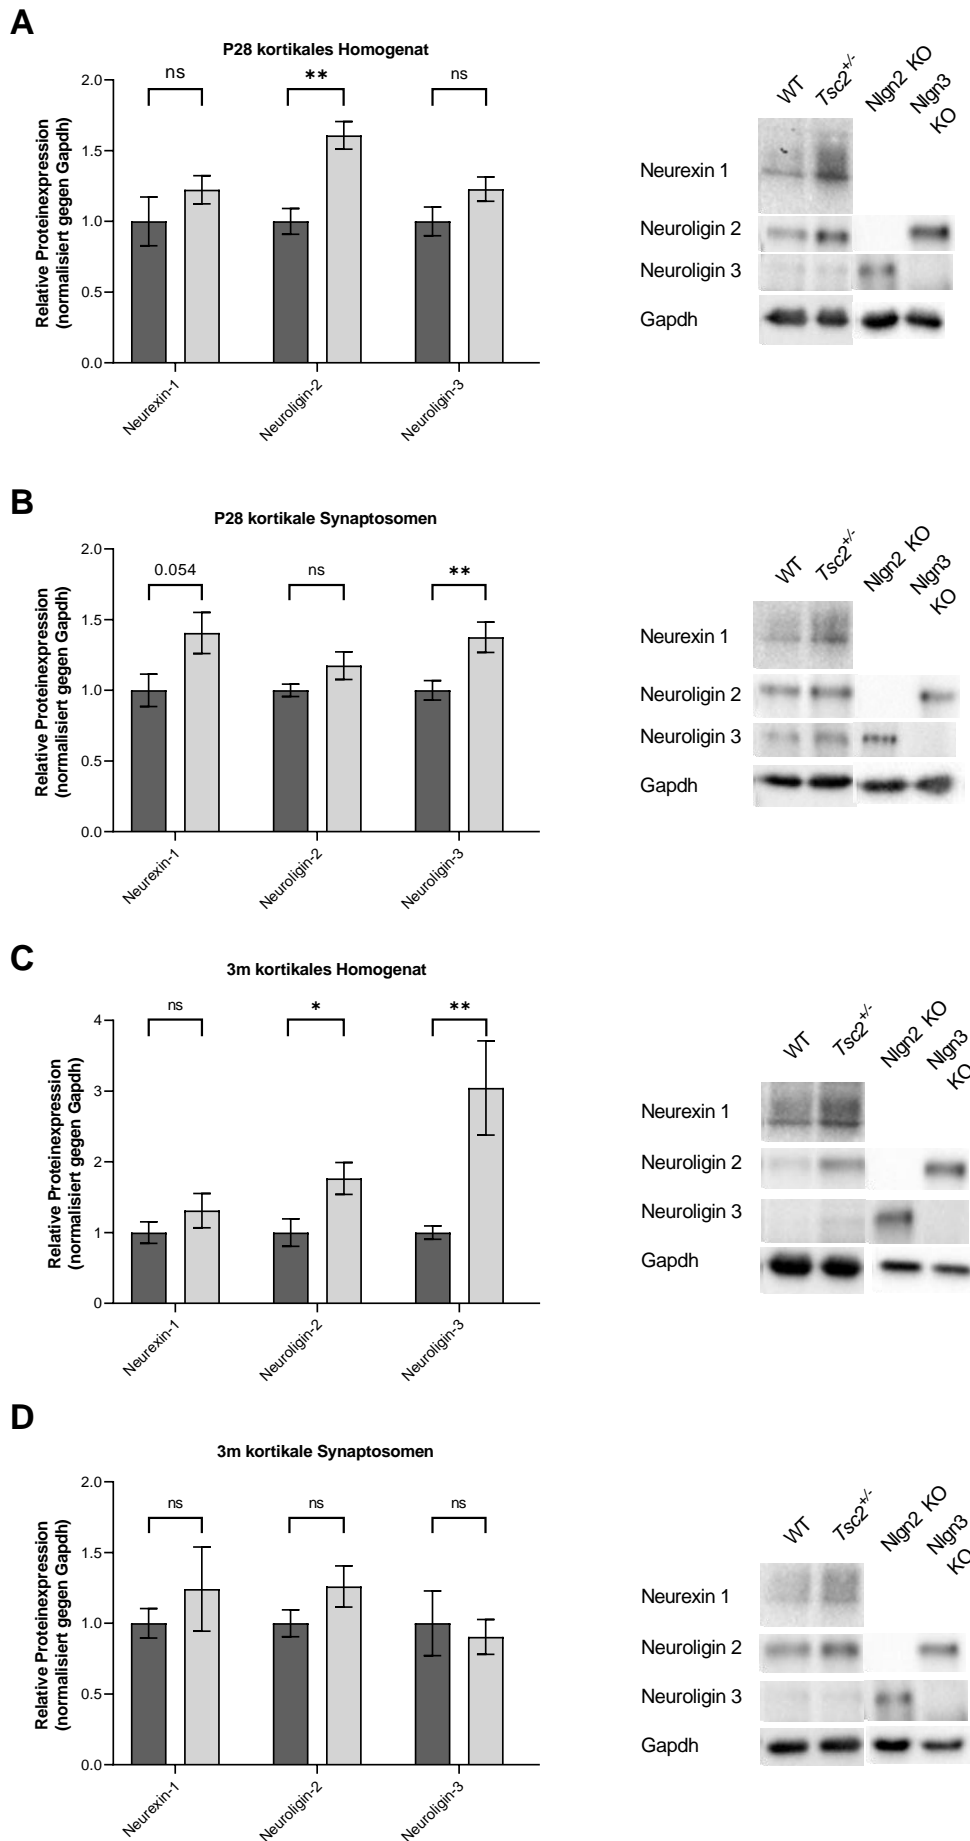 A
P28 kortikales Homogenat
Relative Proteinexpression
(normalisiert gegen Gapdh)
2.0
1.5
1.0
0.5
0.0
ns
**
ns
Neurexin-1
Neuroligin-2
Neuroligin-3
WT
Tsc2+/-
Nlgn2 KO
Nlgn3
KO
Neurexin 1
Neuroligin 2
Neuroligin 3
Gapdh
B
P28 kortikale Synaptosomen
Relative Proteinexpression
(normalisiert gegen Gapdh)
2.0
1.5
1.0
0.5
0.0
0.054
ns
**
Neurexin-1
Neuroligin-2
Neuroligin-3
WT
Tsc2+/-
Nlgn2 KO
Nlgn3
KO
Neurexin 1
Neuroligin 2
Neuroligin 3
Gapdh
C
3m kortikales Homogenat
Relative Proteinexpression
(normalisiert gegen Gapdh)
4
3
2
1
0
ns
*
**
Neurexin-1
Neuroligin-2
Neuroligin-3
WT
Tsc2+/-
Nlgn2 KO
Nlgn3
KO
Neurexin 1
Neuroligin 2
Neuroligin 3
Gapdh
D
3m kortikale Synaptosomen
Relative Proteinexpression
(normalisiert gegen Gapdh)
2.0
1.5
1.0
0.5
0.0
ns
ns
ns
Neurexin-1
Neuroligin-2
Neuroligin-3
WT
Tsc2+/-
Nlgn2 KO
Nlgn3
KO
Neurexin 1
Neuroligin 2
Neuroligin 3
Gapdh